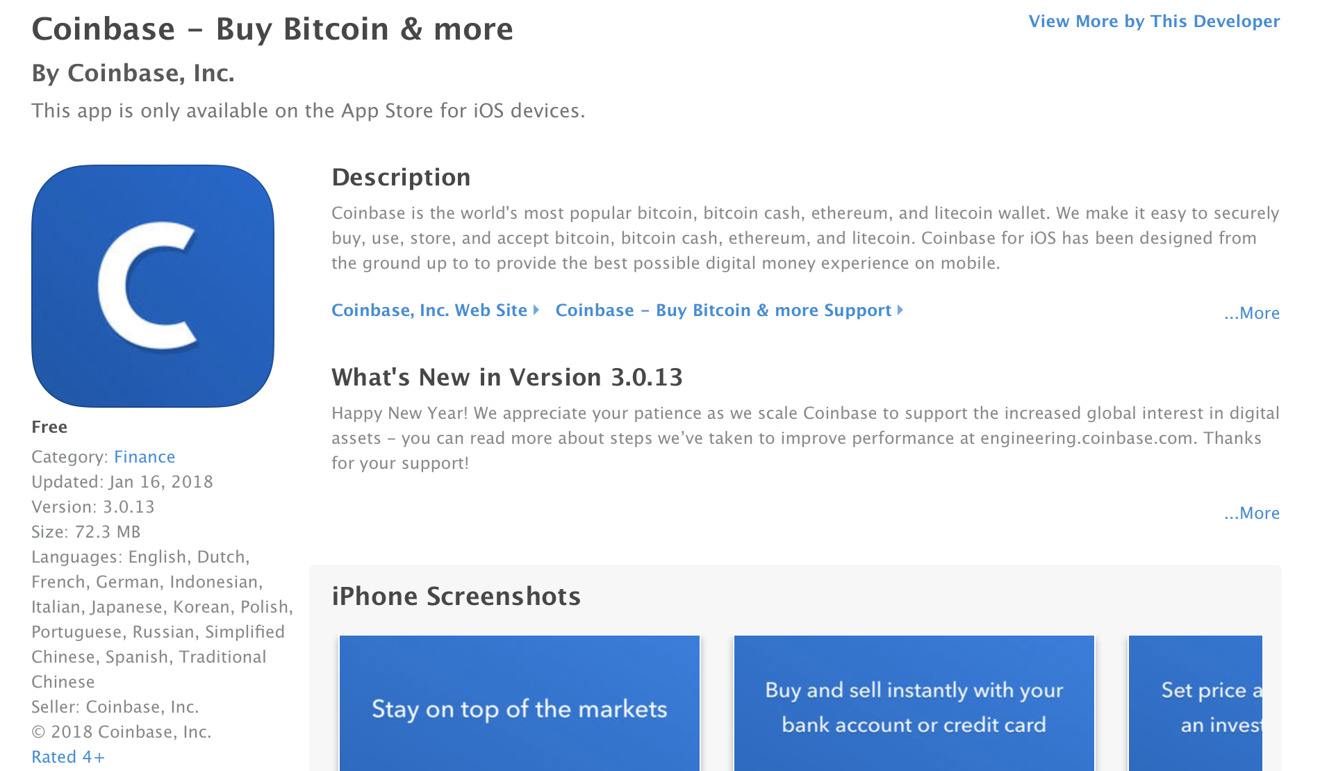 Coinbase – Buy Bitcoin & more
View More by This Developer
By Coinbase, Inc.
This app is only available on the App Store for iOS devices.
C
Free
Category: Finance
Updated: Jan 16, 2018
Version: 3.0.13
Size: 72.3 MB
Languages: English, Dutch,
French, German, Indonesian,
Italian, Japanese, Korean, Polish,
Portuguese, Russian, Simplified
Chinese, Spanish, Traditional
Chinese
Seller: Coinbase, Inc.
© 2018 Coinbase, Inc.
Rated 4+
Description
Coinbase is the world's most popular bitcoin, bitcoin cash, ethereum, and litecoin wallet. We make it easy to securely
buy, use, store, and accept bitcoin, bitcoin cash, ethereum, and litecoin. Coinbase for iOS has been designed from
the ground up to to provide the best possible digital money experience on mobile.
Coinbase, Inc. Web Site Coinbase – Buy Bitcoin & more Support
...More
What's New in Version 3.0.13
Happy New Year! We appreciate your patience as we scale Coinbase to support the increased global interest in digital
assets – you can read more about steps we’ve taken to improve performance at engineering.coinbase.com. Thanks
for your support!
...More
iPhone Screenshots
Stay on top of the markets
Buy and sell instantly with your
bank account or credit card
Set price
an